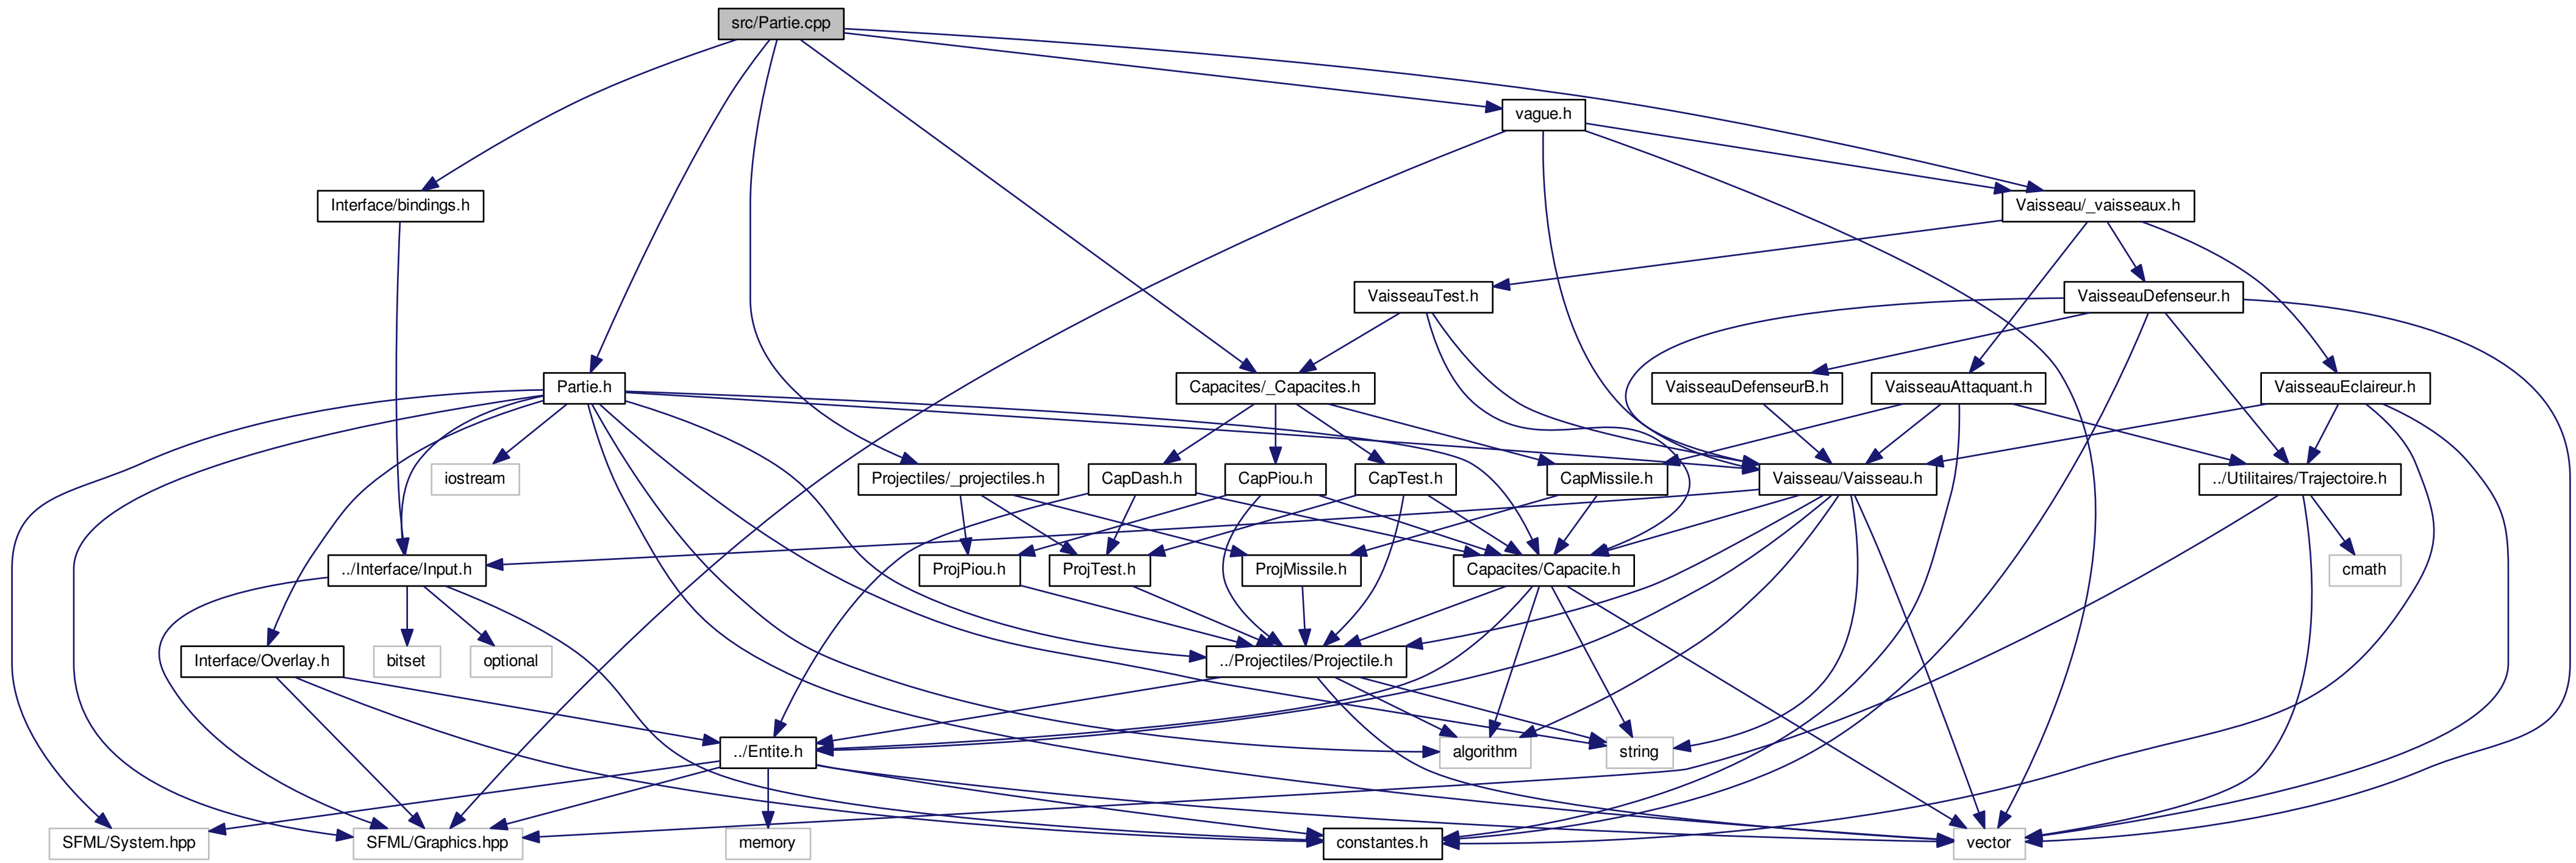 src/Partie.cpp
vague.h
Interface/bindings.h
Vaisseau/_vaisseaux.h
VaisseauTest.h
VaisseauDefenseur.h
Partie.h
Capacites/_Capacites.h
VaisseauDefenseurB.h
VaisseauAttaquant.h
VaisseauEclaireur.h
iostream
Projectiles/_projectiles.h
CapDash.h
CapPiou.h
CapTest.h
CapMissile.h
Vaisseau/Vaisseau.h
../Utilitaires/Trajectoire.h
../Interface/Input.h
ProjPiou.h
ProjTest.h
ProjMissile.h
Capacites/Capacite.h
cmath
Interface/Overlay.h
bitset
optional
../Projectiles/Projectile.h
../Entite.h
algorithm
string
SFML/System.hpp
SFML/Graphics.hpp
memory
constantes.h
vector